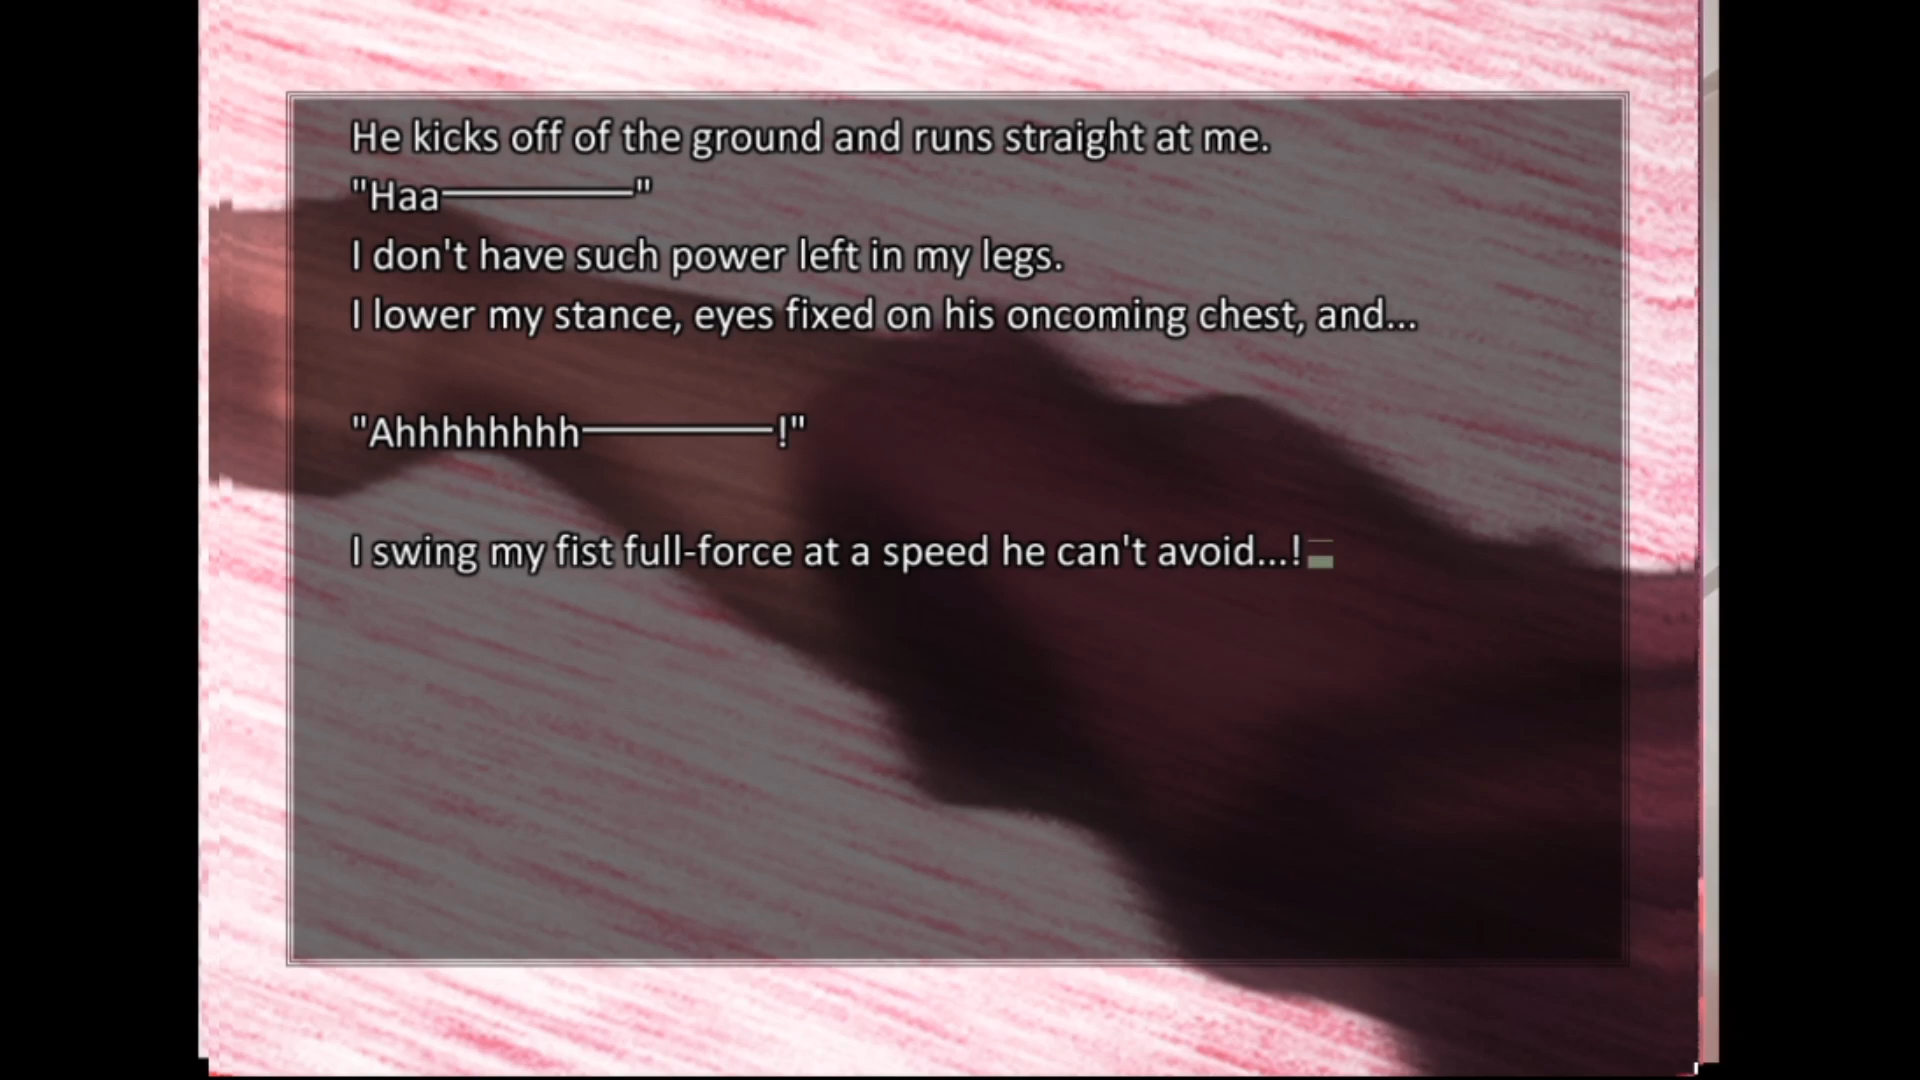 He kicks off of the ground and runs straight at me.
"Haa――――――"
I don't have such power left in my legs.
I lower my stance, eyes fixed on his oncoming chest, and...
"Ahhhhhhhh――――――!"
I swing my fist full-force at a speed he can't avoid...!